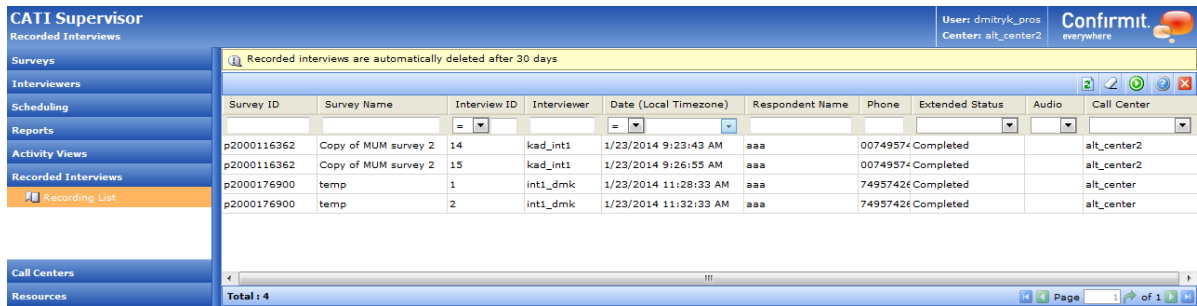 CATI Supervisor
Recorded Interviews
User: dmitryk_pros
Center: alt_center2
Confirmit.
everywhere
Surveys
Interviewers
Scheduling
Reports
Activity Views
Recorded Interviews
Recording List
Call Centers
Resources
Recorded interviews are automatically deleted after 30 days
Survey ID Survey Name Interview ID Interviewer Date (Local Timezone) Respondent Name Phone Extended Status Audio Call Center
= =
p2000116362 Copy of MUM survey 2 14 kad_int1 1/23/2014 9:23:43 AM aaa 00749574 Completed alt_center2
p2000116362 Copy of MUM survey 2 15 kad_int1 1/23/2014 9:26:55 AM aaa 00749574 Completed alt_center2
p2000176900 temp 1 int1_dmk 1/23/2014 11:28:33 AM aaa 74957426 Completed alt_center
p2000176900 temp 2 int1_dmk 1/23/2014 11:32:33 AM aaa 74957426 Completed alt_center
Total : 4 Page 1 of 1